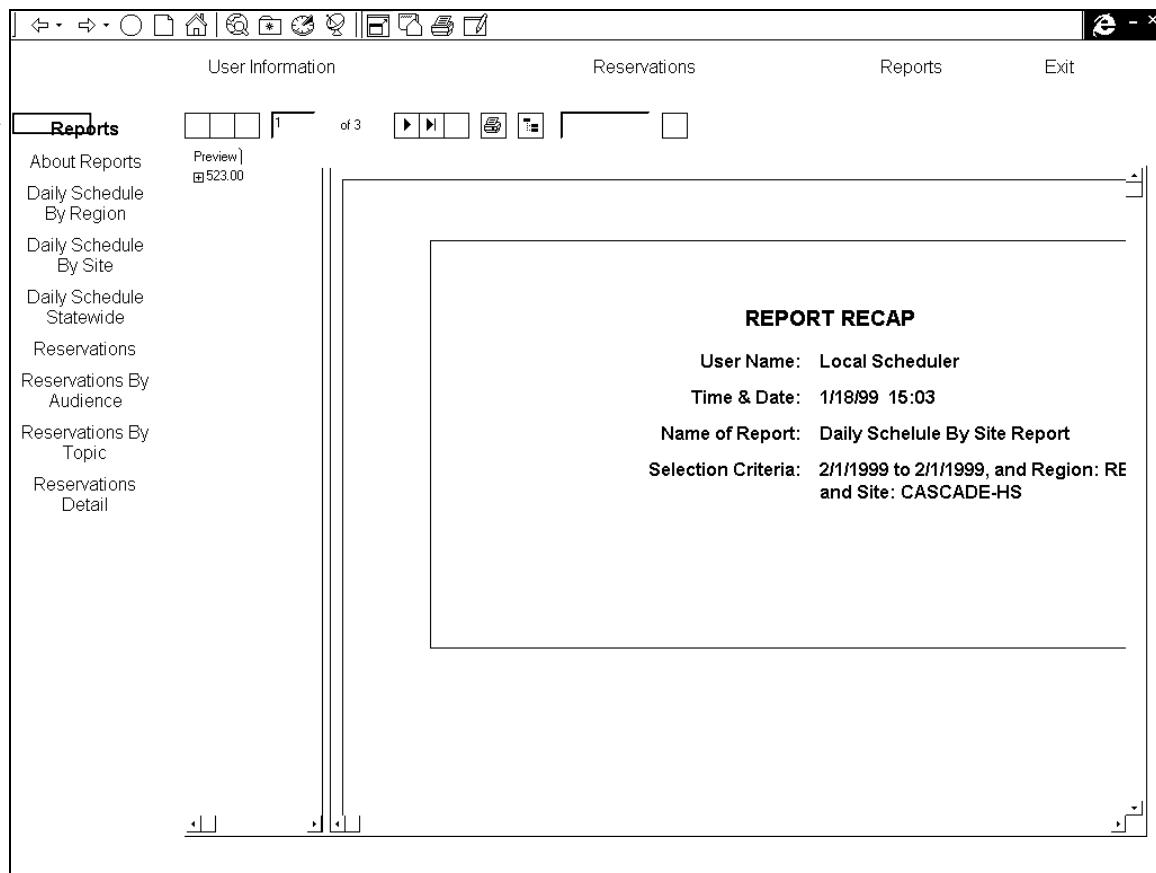 User Information Reservations Reports Exit
Reports
1 of 3
About Reports
Daily Schedule
By Region
Daily Schedule
By Site
Daily Schedule
Statewide
Reservations
Reservations By
Audience
Reservations By
Topic
Reservations
Detail
Preview
523.00
REPORT RECAP
User Name: Local Scheduler
Time & Date: 1/18/99 15:03
Name of Report: Daily Schelule By Site Report
Selection Criteria: 2/1/1999 to 2/1/1999, and Region: RE
and Site: CASCADE-HS